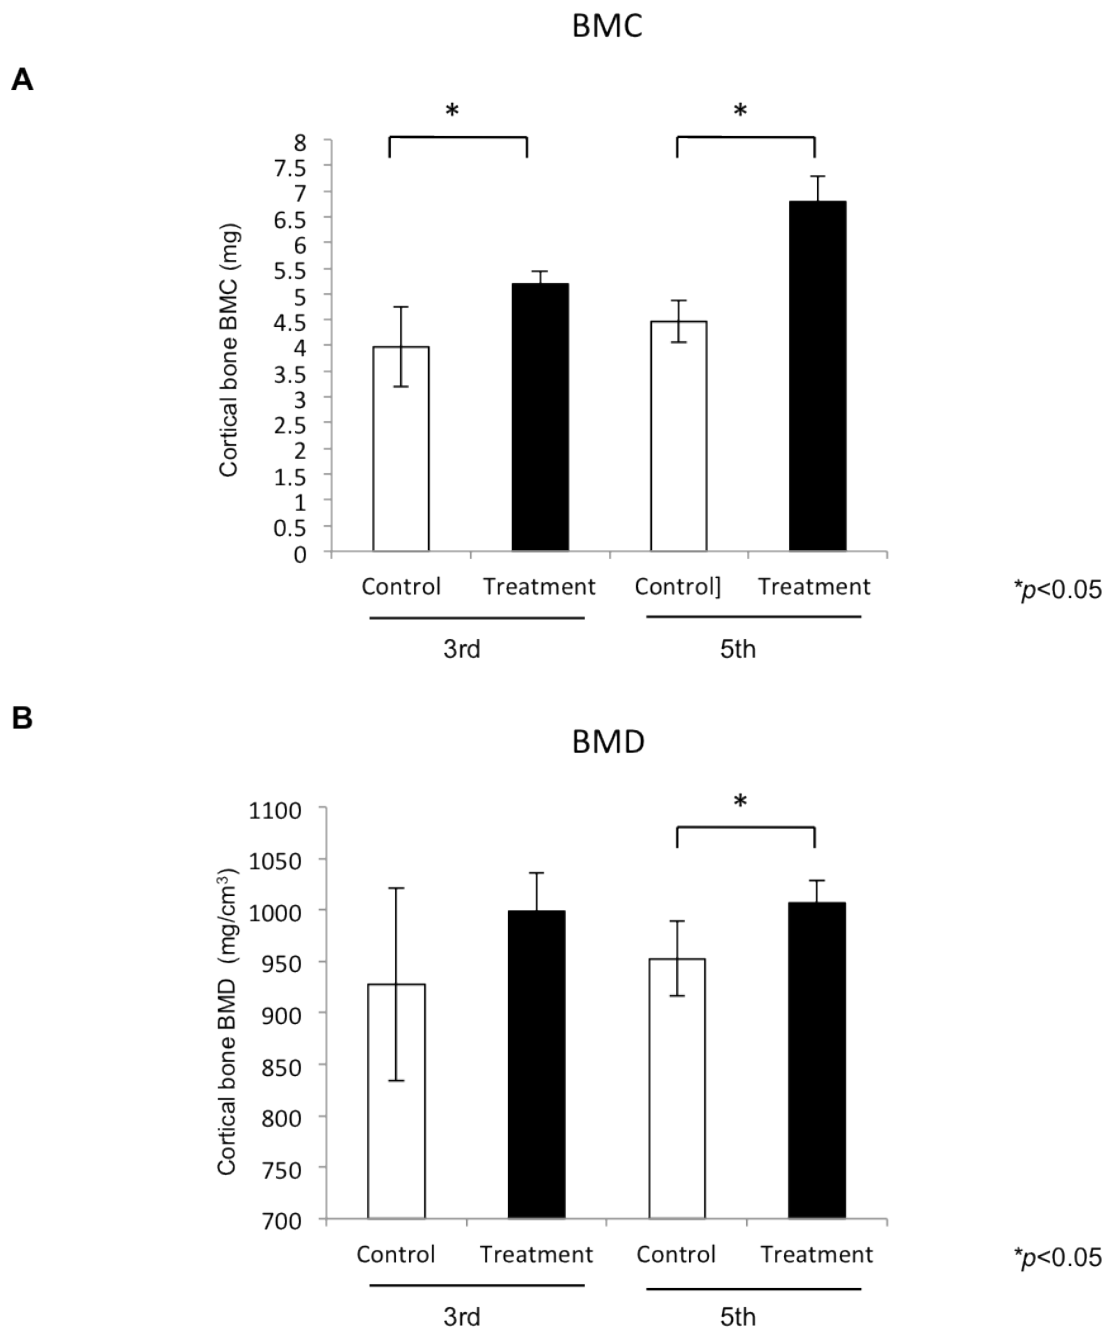 BMC
A
* *
8
7.5
7
6.5
6
5.5
5
4.5
4
3.5
3
2.5
2
1.5
1
0.5
0
Cortical bone BMC (mg)
Control Treatment Control] Treatment
*p<0.05
3rd 5th
B
BMD
*
1100
1050
1000
950
900
850
800
750
700
Cortical bone BMD (mg/cm³)
Control Treatment Control Treatment
*p<0.05
3rd 5th